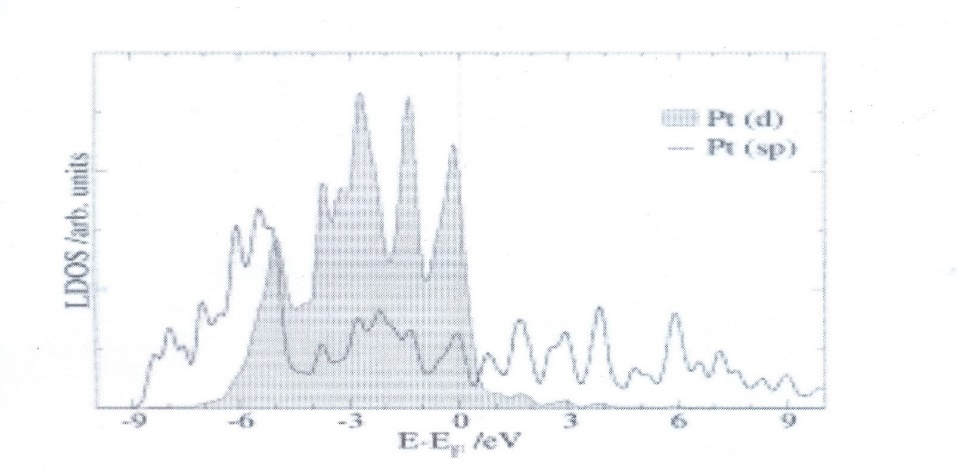 Pt (d)
Pt (sp)
LDOS /arb. units
-9 -6 -3 0 3 6 9
E-E_F /eV